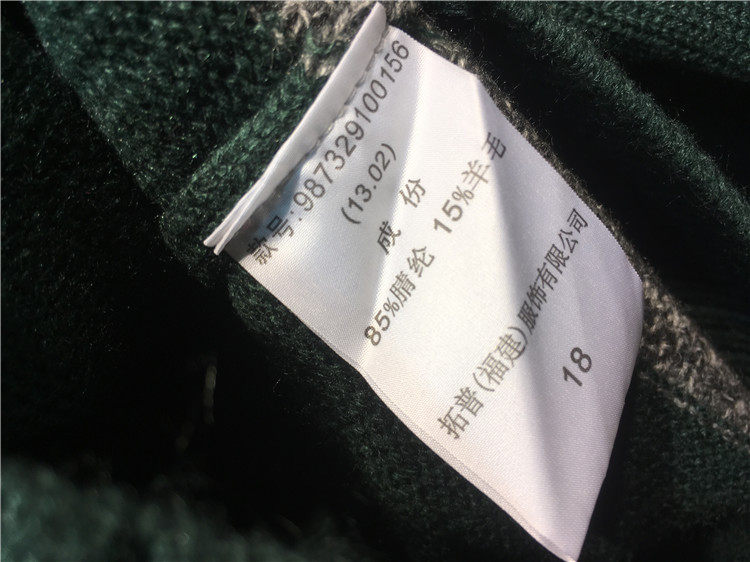 款号:987329100156
(13.02)
成 份
85%腈纶 15%羊毛
拓普(福建)服饰有限公司
18